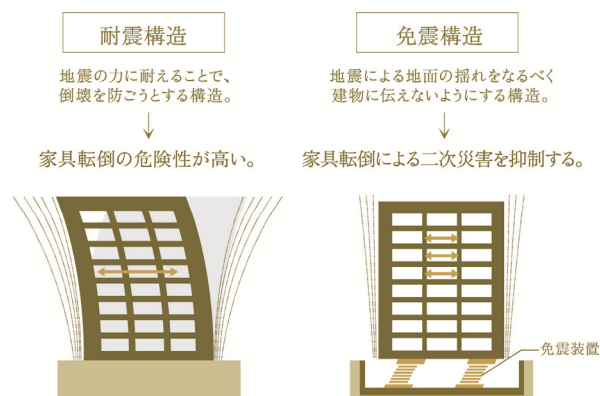 耐震構造
地震の力に耐えることで、
倒壊を防ごうとする構造。
家具転倒の危険性が高い。
免震構造
地震による地面の揺れをなるべく
建物に伝えないようにする構造。
家具転倒による二次災害を抑制する。
免震装置